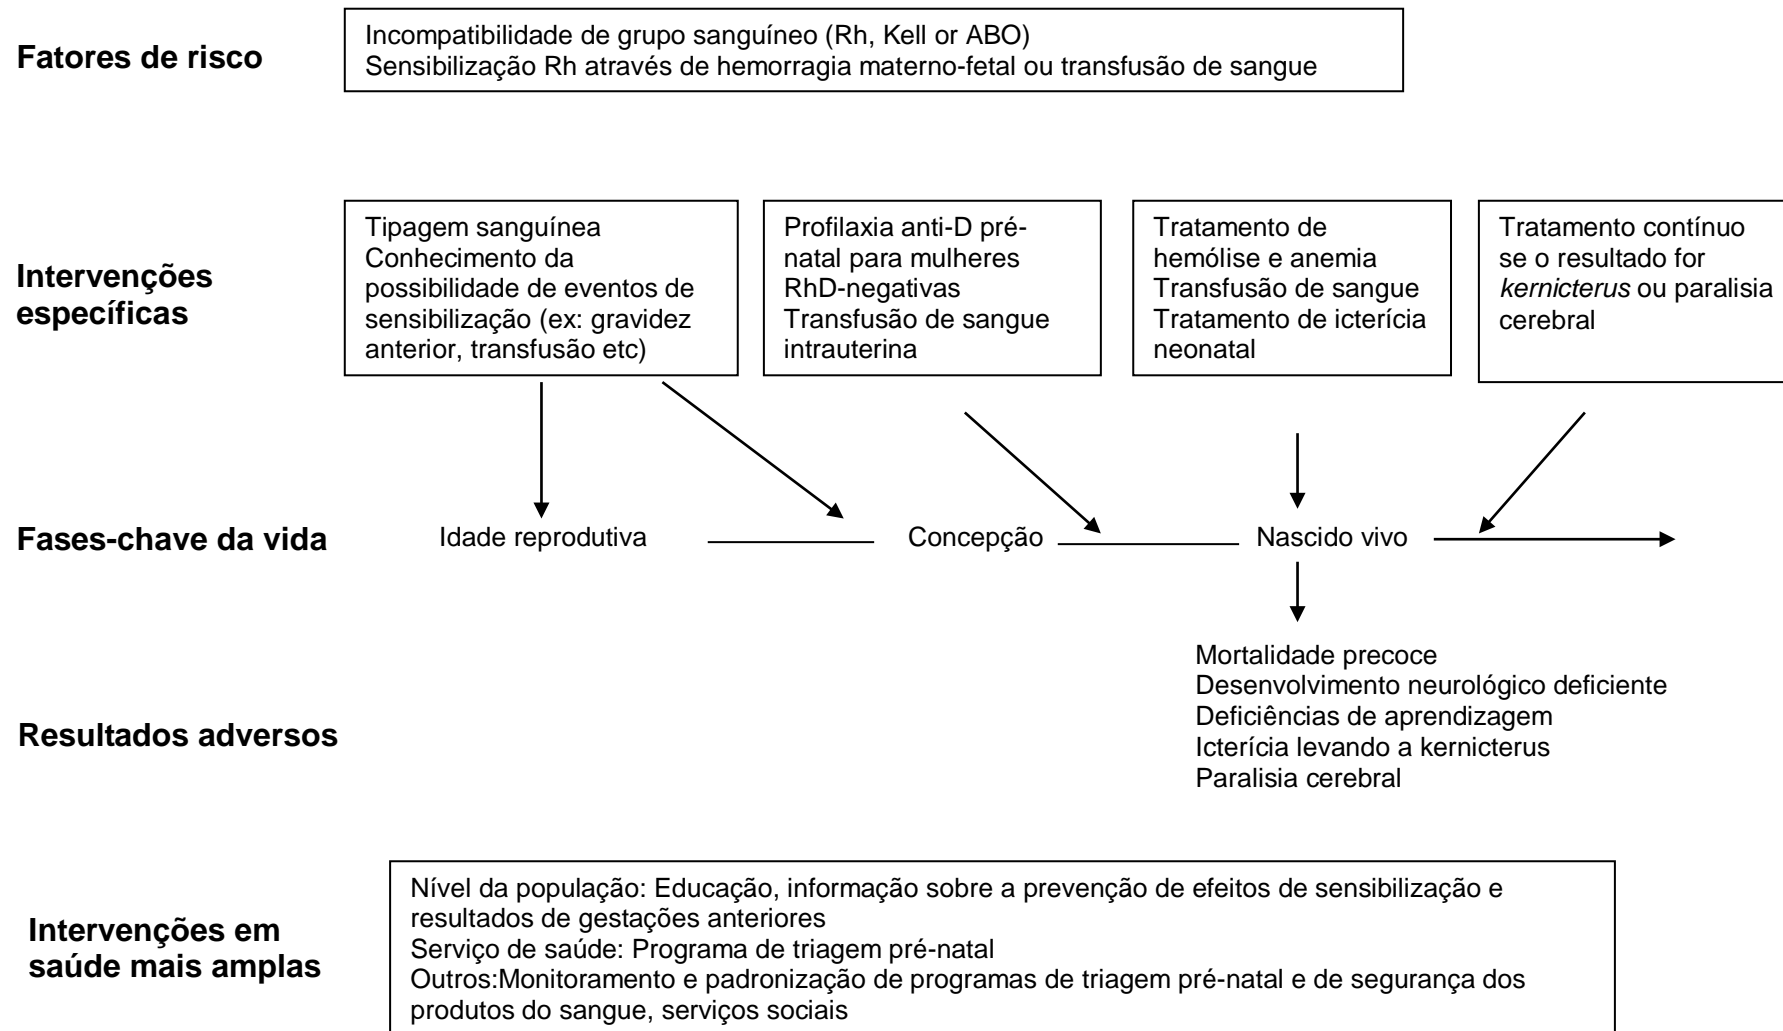 Fatores de risco
Incompatibilidade de grupo sanguíneo (Rh, Kell or ABO)
Sensibilização Rh através de hemorragia materno-fetal ou transfusão de sangue
Intervenções
específicas
Tipagem sanguínea
Conhecimento da
possibilidade de eventos de
sensibilização (ex: gravidez
anterior, transfusão etc)
Profilaxia anti-D pré-
natal para mulheres
RhD-negativas
Transfusão de sangue
intrauterina
Tratamento de
hemólise e anemia
Transfusão de sangue
Tratamento de icterícia
neonatal
Tratamento contínuo
se o resultado for
kernicterus ou paralisia
cerebral
Fases-chave da vida
Idade reprodutiva
Concepção
Nascido vivo
Resultados adversos
Mortalidade precoce
Desenvolvimento neurológico deficiente
Deficiências de aprendizagem
Icterícia levando a kernicterus
Paralisia cerebral
Intervenções em
saúde mais amplas
Nível da população: Educação, informação sobre a prevenção de efeitos de sensibilização e
resultados de gestações anteriores
Serviço de saúde: Programa de triagem pré-natal
Outros:Monitoramento e padronização de programas de triagem pré-natal e de segurança dos
produtos do sangue, serviços sociais